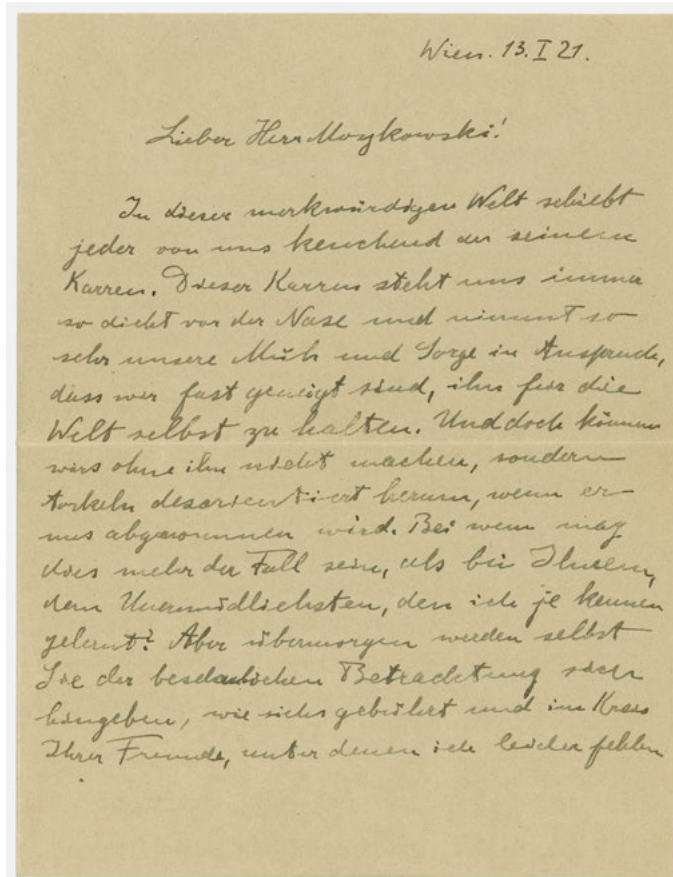 Wien. 13. I 21.
Lieber Herr Moszkowski!
In dieser merkwürdigen Welt schiebt
jeder von uns keuchend an seinem
Karren. Dieser Karren steht uns immer
so dicht vor der Nase und nimmt so
sehr unsere Müh und Sorge in Anspruch,
dass wir fast geneigt sind, ihn für die
Welt selbst zu halten. Und doch können
wirs ohne ihn nicht machen, sondern
torkeln desorientiert herum, wenn er
uns abgenommen wird. Bei wem mag
dies mehr der Fall sein, als bei Ihnen,
dem Unermüdlichsten, den ich je kennen
gelernt? Aber übermorgen werden selbst
Sie der beschaulichen Betrachtung sich
hingeben, wie sichs gebührt und im Kreis
Ihrer Freunde, unter denen ich leider fehlen